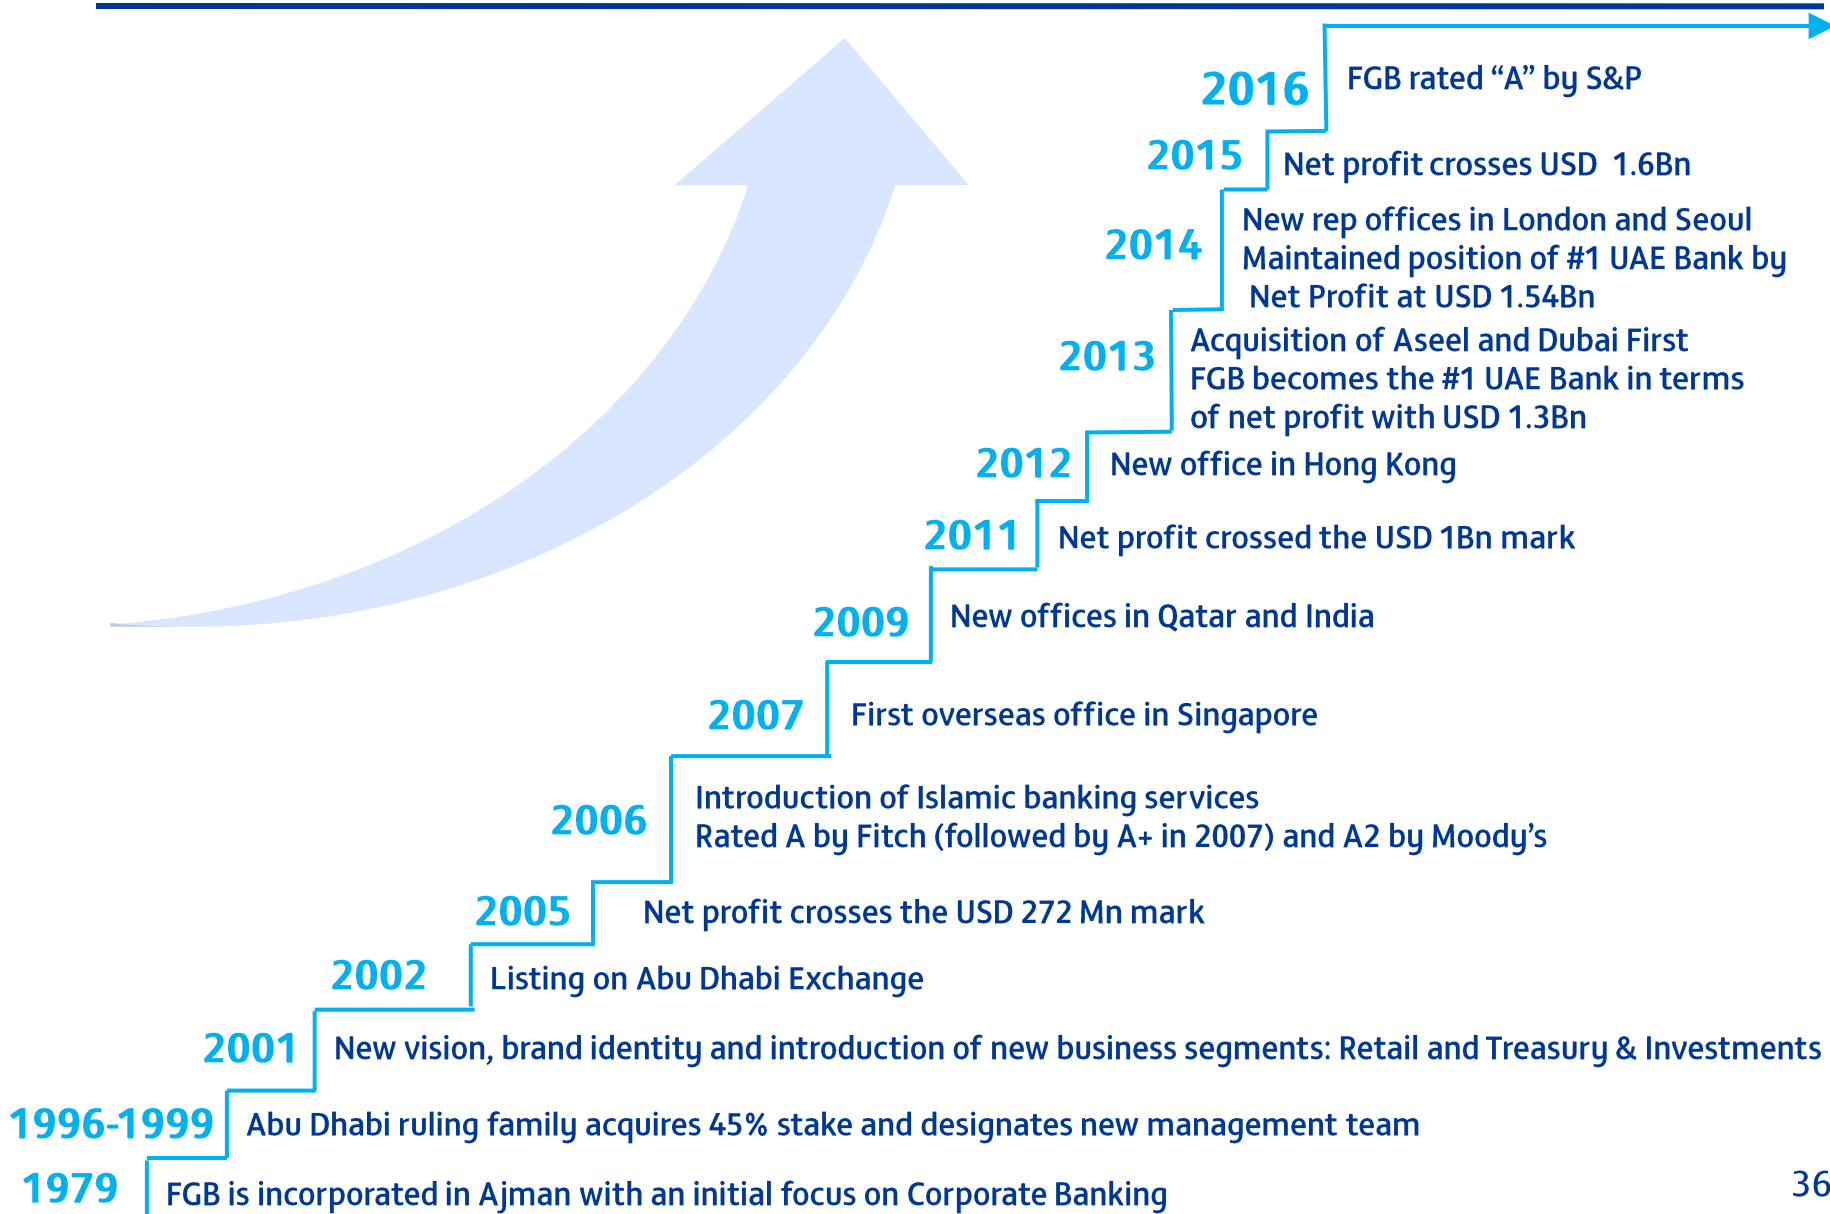 2016
FGB rated “A” by S&P
2015
Net profit crosses USD 1.6Bn
2014
New rep offices in London and Seoul
Maintained position of #1 UAE Bank by
Net Profit at USD 1.54Bn
2013
Acquisition of Aseel and Dubai First
FGB becomes the #1 UAE Bank in terms
of net profit with USD 1.3Bn
2012
New office in Hong Kong
2011
Net profit crossed the USD 1Bn mark
2009
New offices in Qatar and India
2007
First overseas office in Singapore
2006
Introduction of Islamic banking services
Rated A by Fitch (followed by A+ in 2007) and A2 by Moody’s
2005
Net profit crosses the USD 272 Mn mark
2002
Listing on Abu Dhabi Exchange
2001
New vision, brand identity and introduction of new business segments: Retail and Treasury & Investments
1996-1999
Abu Dhabi ruling family acquires 45% stake and designates new management team
1979
FGB is incorporated in Ajman with an initial focus on Corporate Banking
36